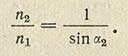 n₂/n₁ = 1/sin α₂.